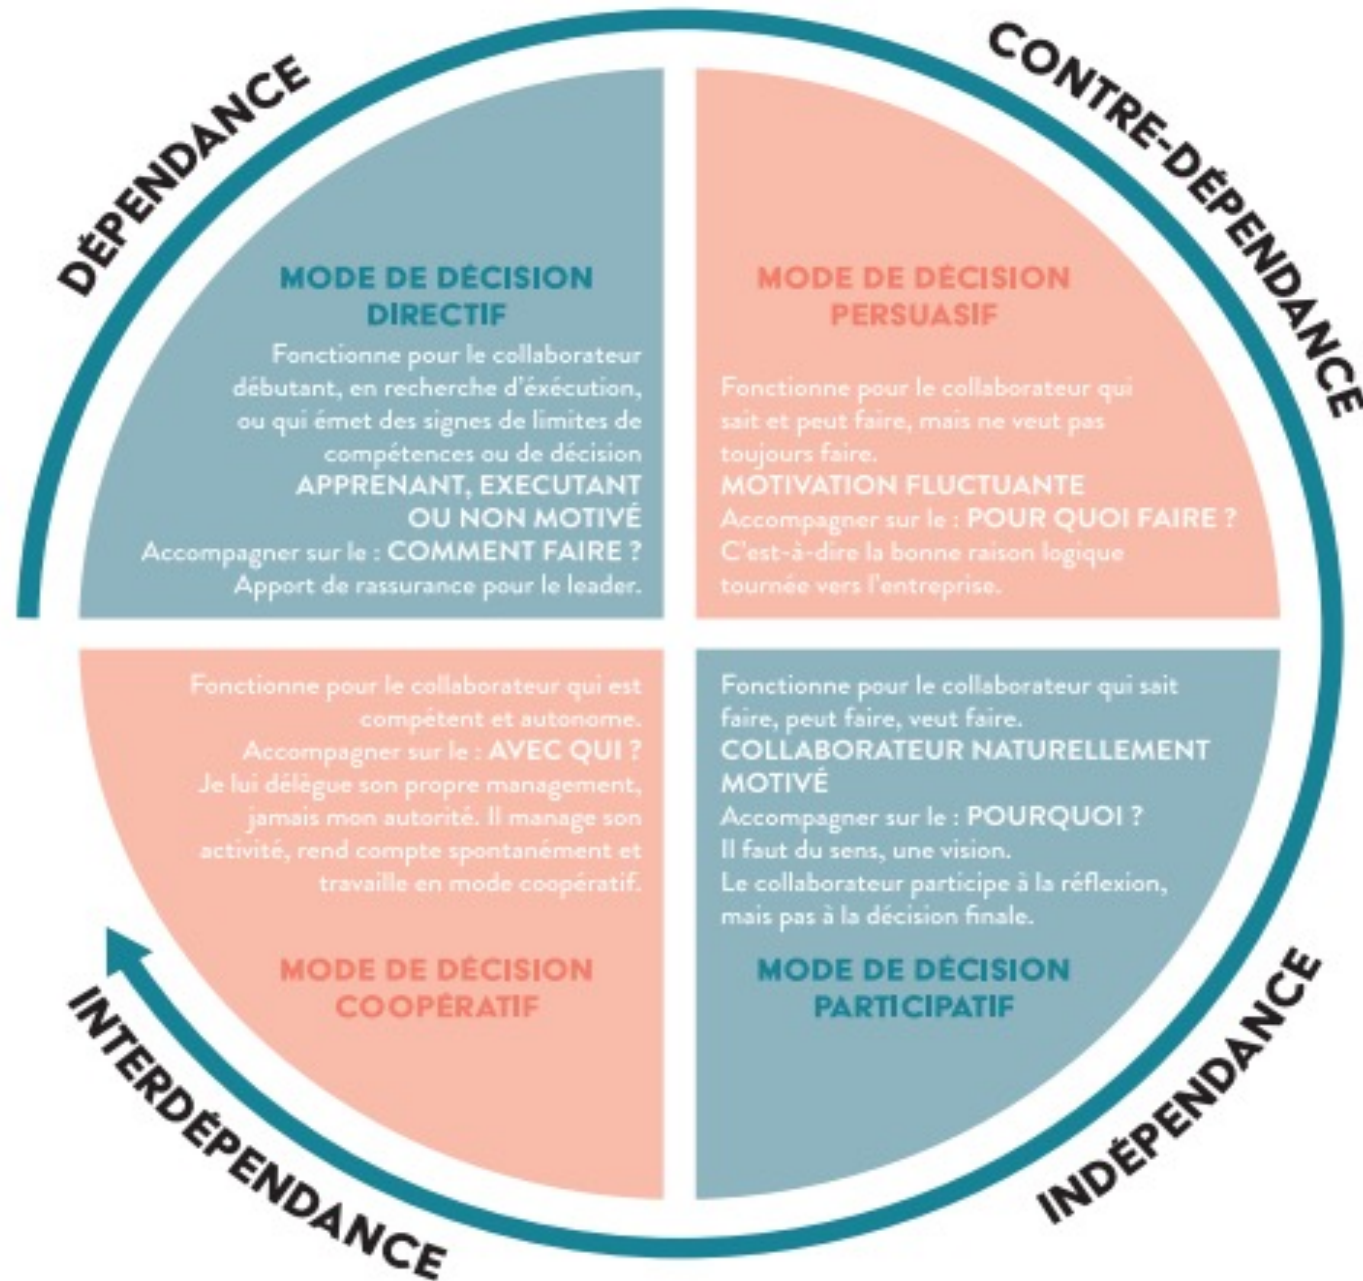 DÉPENDANCE
CONTRE-DÉPENDANCE
MODE DE DÉCISION
DIRECTIF
Fonctionne pour le collaborateur
débutant, en recherche d'éxécution,
ou qui émet des signes de limites de
compétences ou de décision
APPRENANT, EXECUTANT
OU NON MOTIVÉ
Accompagner sur le : COMMENT FAIRE ?
Apport de rassurance pour le leader.
MODE DE DÉCISION
PERSUASIF
Fonctionne pour le collaborateur qui
sait et peut faire, mais ne veut pas
toujours faire.
MOTIVATION FLUCTUANTE
Accompagner sur le : POUR QUOI FAIRE ?
C'est-à-dire la bonne raison logique
tournée vers l'entreprise.
Fonctionne pour le collaborateur qui est
compétent et autonome.
Accompagner sur le : AVEC QUI ?
Je lui délègue son propre management,
jamais mon autorité. Il manage son
activité, rend compte spontanément et
travaille en mode coopératif.
MODE DE DÉCISION
COOPÉRATIF
Fonctionne pour le collaborateur qui sait
faire, peut faire, veut faire.
COLLABORATEUR NATURELLEMENT
MOTIVÉ
Accompagner sur le : POURQUOI ?
Il faut du sens, une vision.
Le collaborateur participe à la réflexion,
mais pas à la décision finale.
MODE DE DÉCISION
PARTICIPATIF
INTERDÉPENDANCE
INDÉPENDANCE